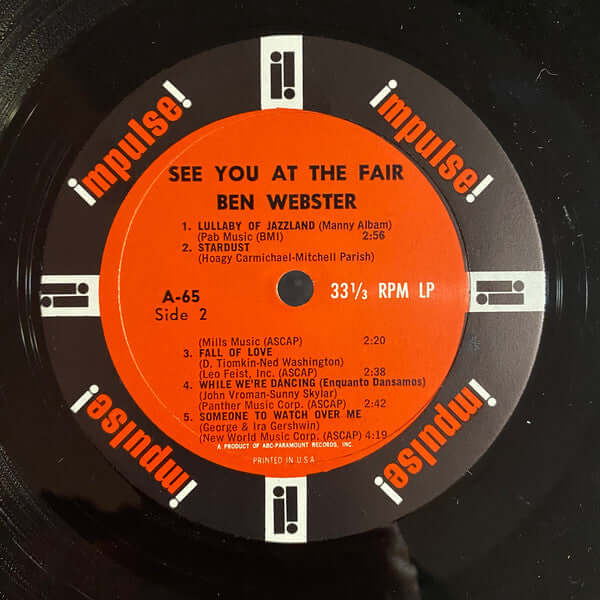 impulse!
impulse!
SEE YOU AT THE FAIR
BEN WEBSTER
1. LULLABY OF JAZZLAND (Manny Albam)
(Pab Music (BMI) 2:56
2. STARDUST
(Hoagy Carmichael-Mitchell Parish)
A-65
Side 2
33 1/3 RPM LP
(Mills Music (ASCAP) 2:20
3. FALL OF LOVE
(D. Tiomkin-Ned Washington)
(Leo Feist, Inc. (ASCAP) 2:38
4. WHILE WE'RE DANCING (Enquanto Dansamos)
(John Vroman-Sunny Skylar)
(Panther Music Corp. (ASCAP) 2:42
5. SOMEONE TO WATCH OVER ME
(George & Ira Gershwin)
(New World Music Corp. (ASCAP) 4:19
A PRODUCT OF ABC-PARAMOUNT RECORDS, INC.
PRINTED IN U.S.A
impulse!
impulse!